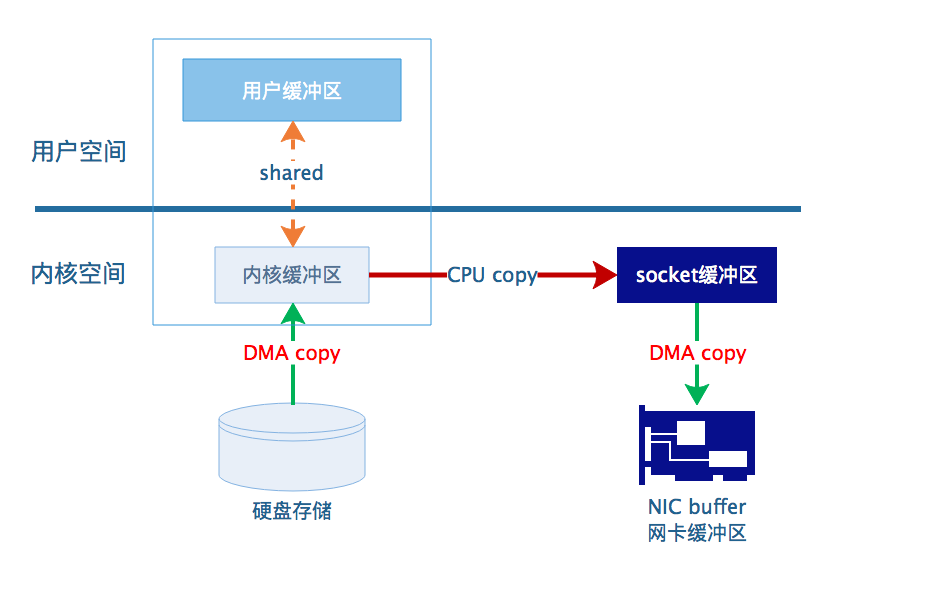 用户缓冲区
用户空间
shared
内核空间
内核缓冲区
CPU copy
socket缓冲区
DMA copy
DMA copy
硬盘存储
NIC buffer
网卡缓冲区